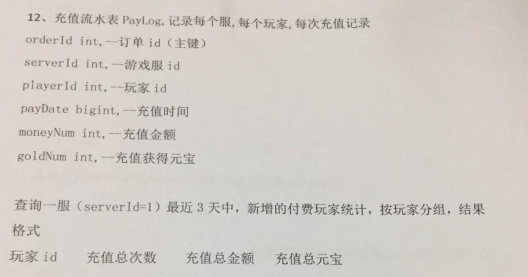 12、充值流水表 PayLog,记录每个服,每个玩家,每次充值记录
orderId int,--订单 id（主键）
serverId int,--游戏服 id
playerId int,--玩家 id
payDate bigint,--充值时间
moneyNum int,--充值金额
goldNum int,--充值获得元宝
查询一服（serverId=1）最近 3 天中，新增的付费玩家统计，按玩家分组，结果
格式
玩家 id 充值总次数 充值总金额 充值总元宝